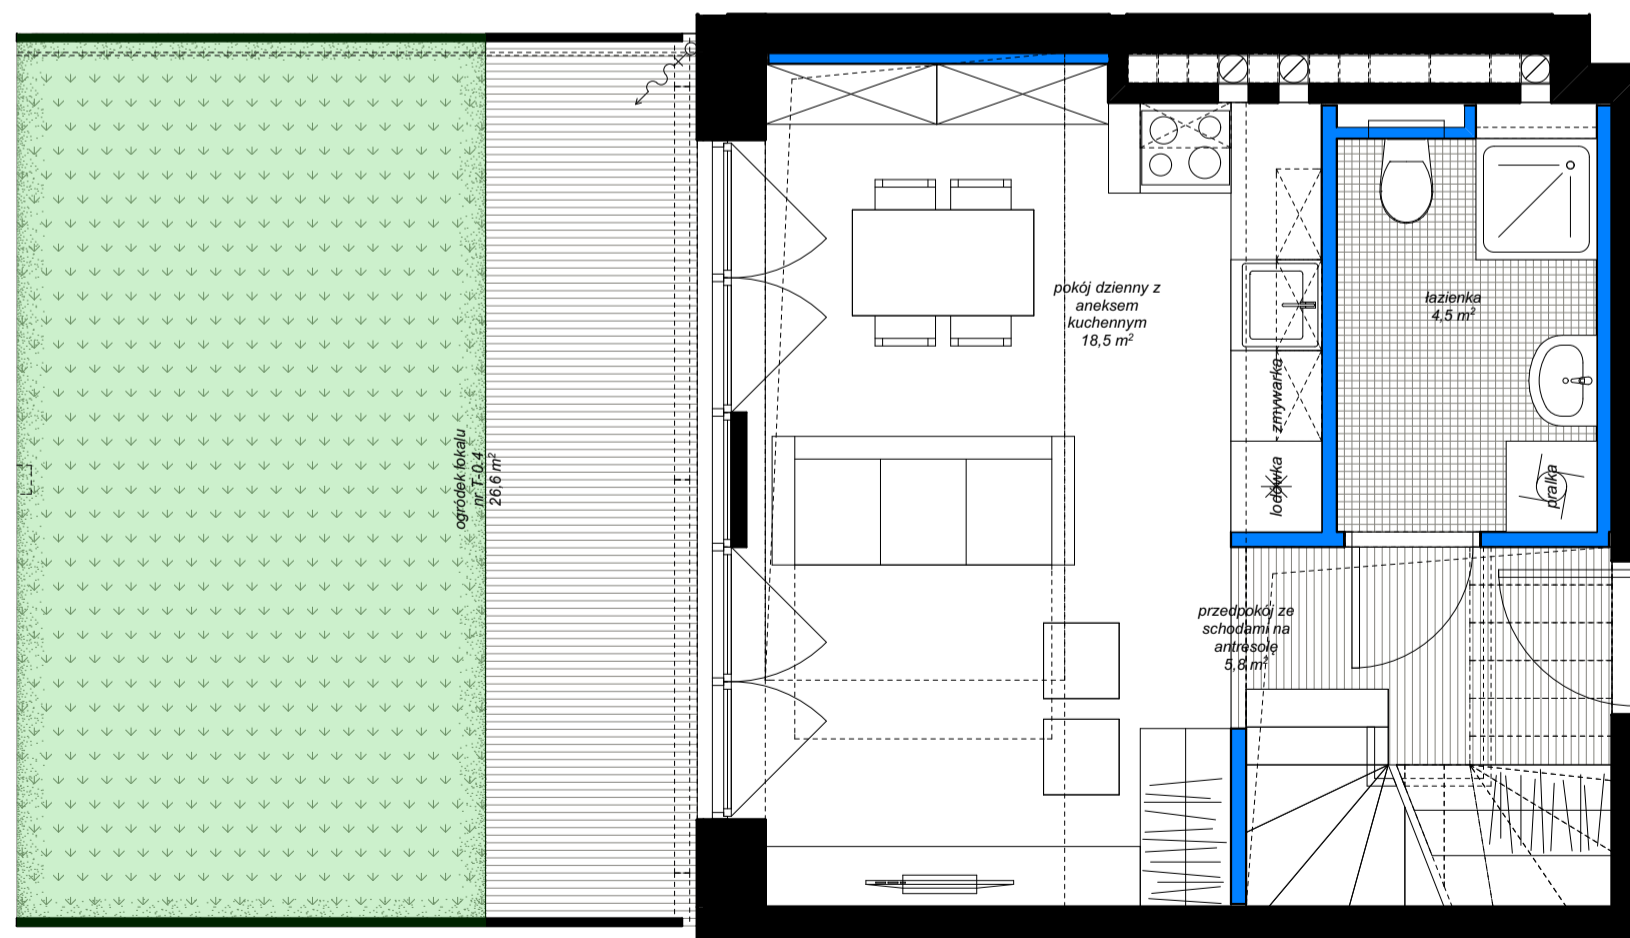 pokój dzienny z
aneksem
kuchennym
18,5 m²
łazienka
4,5 m²
zmywarka
lodówka
pralka
ogródek lokalu
nr T-0.4
26,6 m²
przedpokój ze
schodami na
antresolę
5,8 m²